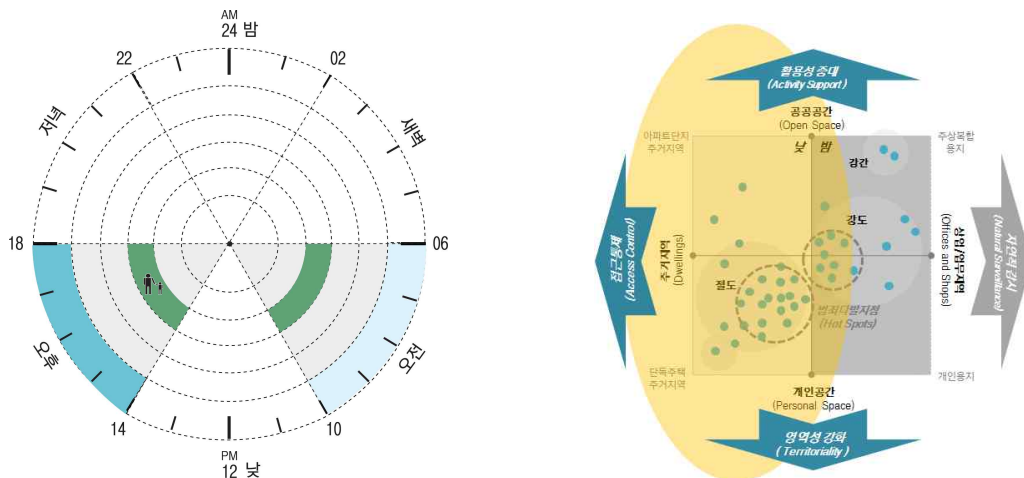 AM
24 밤
22
02
저녁
새벽
18
06
오후
오전
14
10
PM
12 낮
활용성 증대
(Activity Support)
공공공간
(Open Space)
아파트단지
주거지역
주상복합
용지
낮
밤
강간
강도
접근통제
(Access Control)
주거지역
(Dwellings)
상업/업무지역
(Offices and Shops)
자연적 감시
(Natural Surveillance)
절도
범죄다발지점
(Hot Spots)
단독주택
주거지역
개인용지
개인공간
(Personal Space)
영역성 강화
(Territoriality)